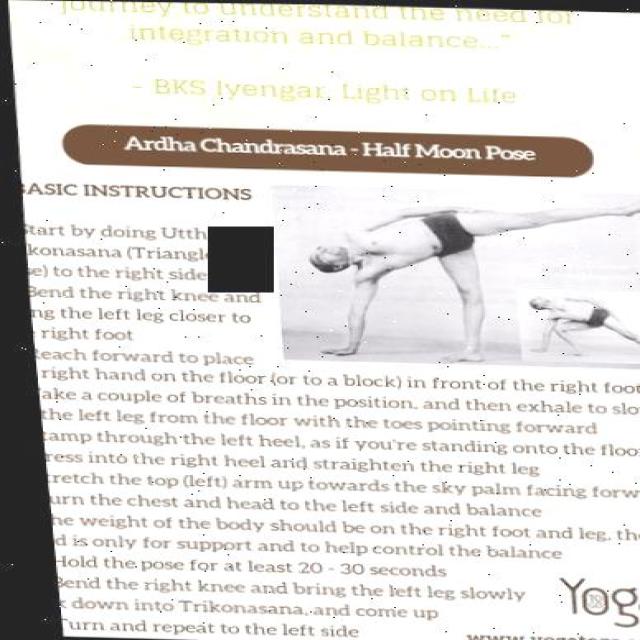 journey to understand the need for
integration and balance..."
- BKS Iyengar, Light on Life
Ardha Chandrasana - Half Moon Pose
BASIC INSTRUCTIONS
Start by doing Utth
konasana (Triangle
se) to the right side
Bend the right knee and
ng the left leg closer to
right foot
Reach forward to place
right hand on the floor (or to a block) in front of the right foot
Take a couple of breaths in the position, and then exhale to slo
the left leg from the floor with the toes pointing forward
tamp through the left heel, as if you're standing onto the floo
ress into the right heel and straighten the right leg
tretch the top (left) arm up towards the sky palm facing forw
urn the chest and head to the left side and balance
he weight of the body should be on the right foot and leg, the
d is only for support and to help control the balance
Hold the pose for at least 20 - 30 seconds
Bend the right knee and bring the left leg slowly
k down into Trikonasana, and come up
Turn and repeat to the left side
Yog